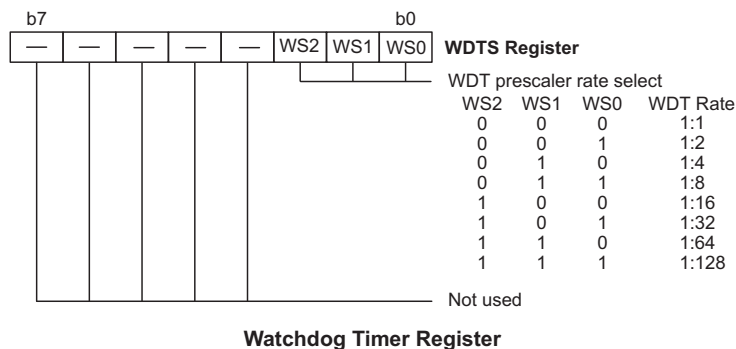 b7 b0
— — — — — WS2 WS1 WS0 WDTS Register
WDT prescaler rate select
WS2 WS1 WS0 WDT Rate
0 0 0 1:1
0 0 1 1:2
0 1 0 1:4
0 1 1 1:8
1 0 0 1:16
1 0 1 1:32
1 1 0 1:64
1 1 1 1:128
Not used
Watchdog Timer Register